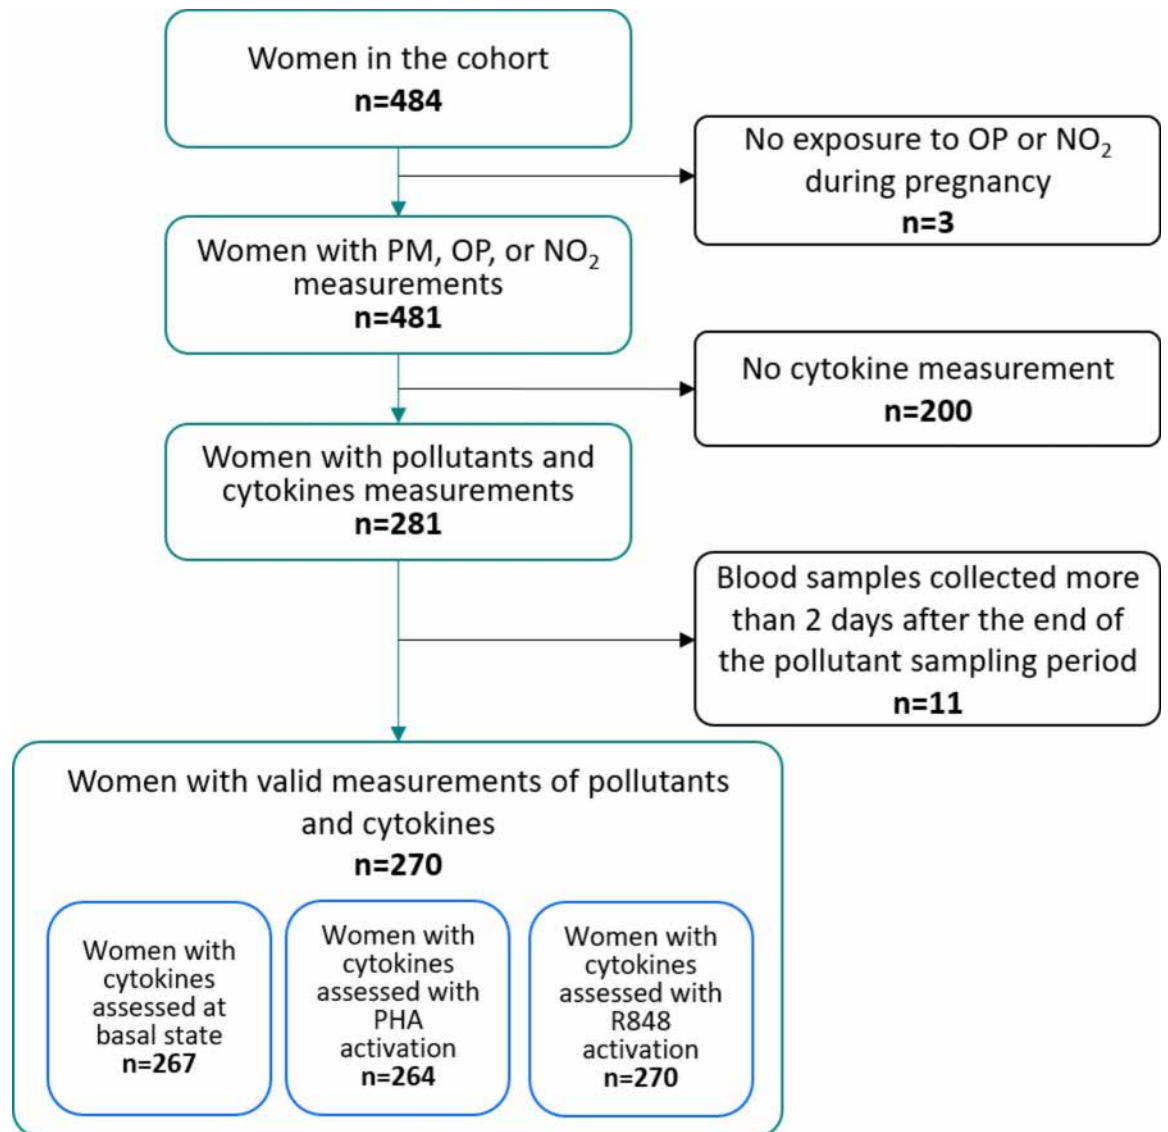 Women in the cohort
n=484
No exposure to OP or NO₂
during pregnancy
n=3
Women with PM, OP, or NO₂
measurements
n=481
No cytokine measurement
n=200
Women with pollutants and
cytokines measurements
n=281
Blood samples collected more
than 2 days after the end of
the pollutant sampling period
n=11
Women with valid measurements of pollutants
and cytokines
n=270
Women with
cytokines
assessed at
basal state
n=267
Women with
cytokines
assessed with
PHA
activation
n=264
Women with
cytokines
assessed with
R848
activation
n=270